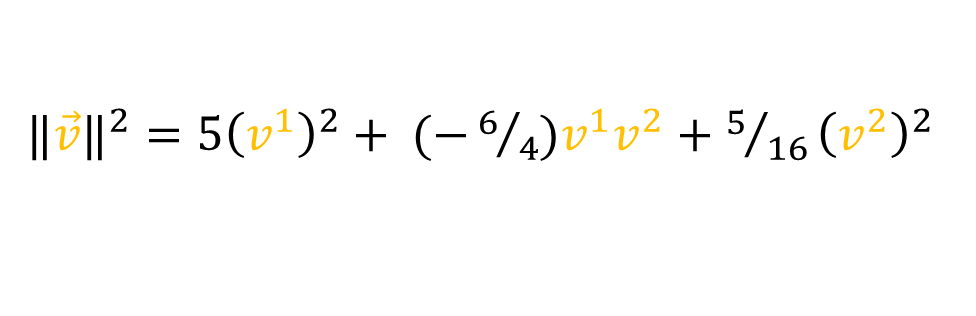 ‖v⃗‖² = 5(v¹)² + (−⁶⁄₄)v¹v² + ⁵⁄₁₆(v²)²